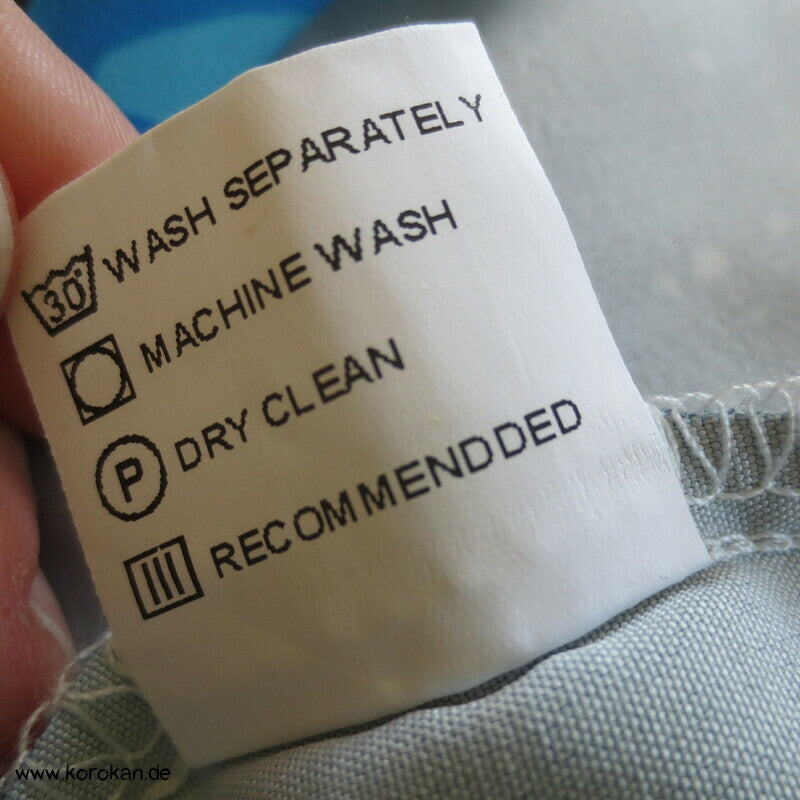 30° WASH SEPARATELY
MACHINE WASH
P DRY CLEAN
RECOMMENDDED
www.korokan.de